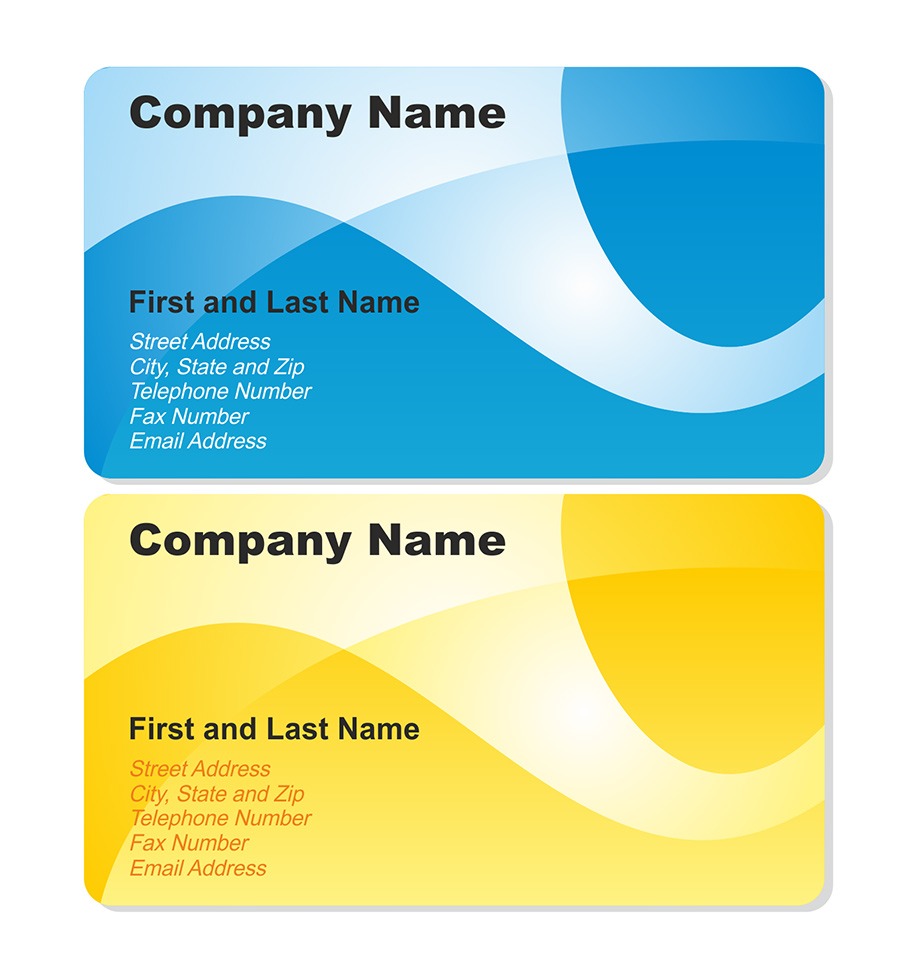 Company Name
First and Last Name
Street Address
City, State and Zip
Telephone Number
Fax Number
Email Address
Company Name
First and Last Name
Street Address
City, State and Zip
Telephone Number
Fax Number
Email Address